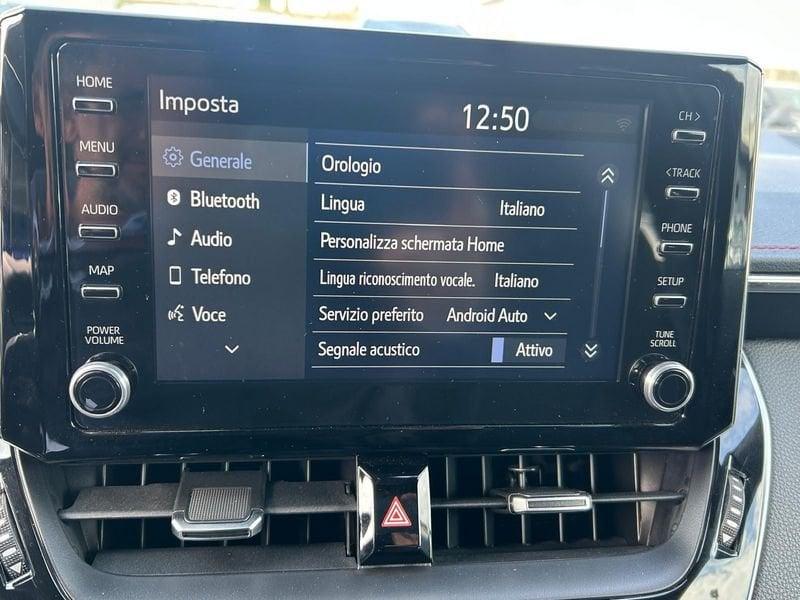 HOME
MENU
AUDIO
MAP
POWER
VOLUME
Imposta
12:50
Generale
Bluetooth
Audio
Telefono
Voce
Orologio
Lingua Italiano
Personalizza schermata Home
Lingua riconoscimento vocale. Italiano
Servizio preferito Android Auto
Segnale acustico Attivo
CH >
< TRACK
PHONE
SETUP
TUNE
SCROLL